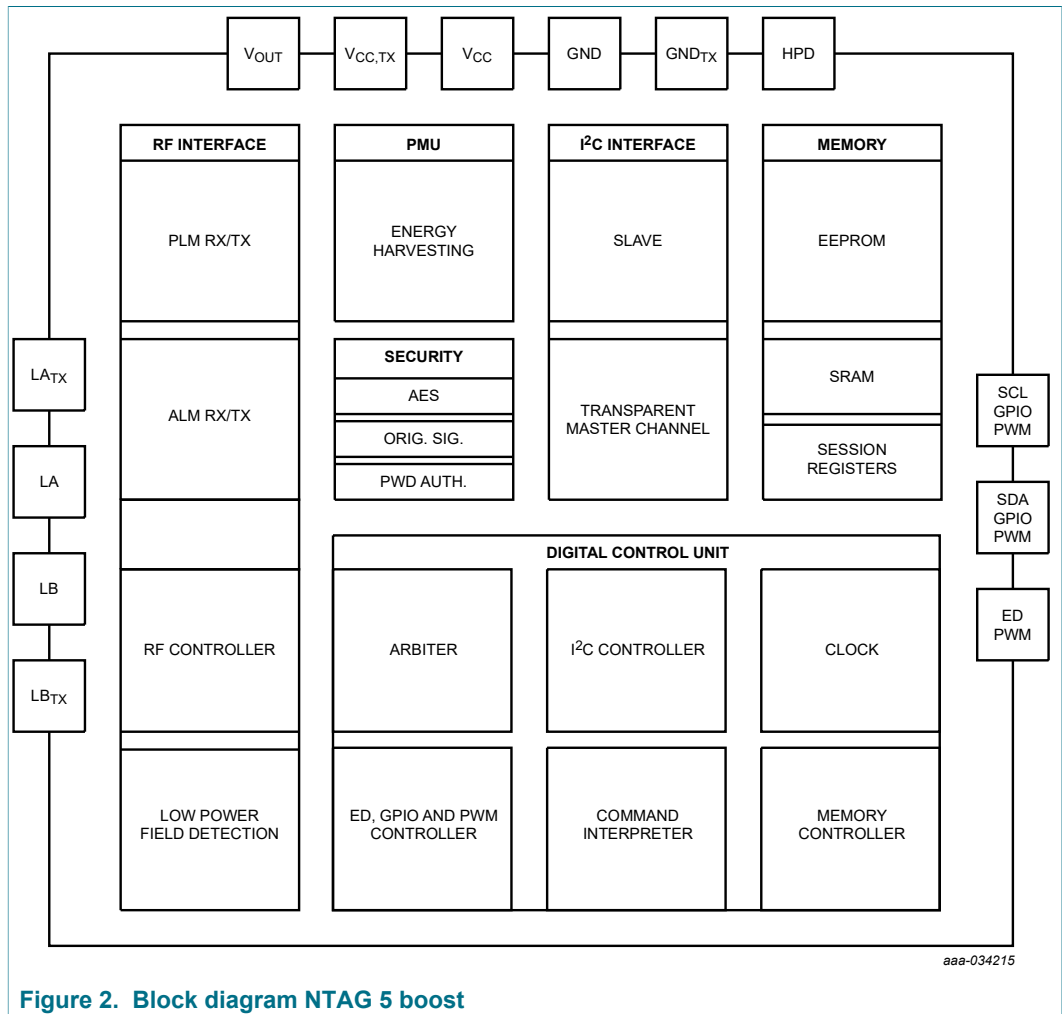 VOUT
VCC,TX
VCC
GND
GNDTX
HPD
RF INTERFACE
PLM RX/TX
ALM RX/TX
RF CONTROLLER
LOW POWER
FIELD DETECTION
PMU
ENERGY
HARVESTING
SECURITY
AES
ORIG. SIG.
PWD AUTH.
I2C INTERFACE
SLAVE
TRANSPARENT
MASTER CHANNEL
MEMORY
EEPROM
SRAM
SESSION
REGISTERS
DIGITAL CONTROL UNIT
ARBITER
I2C CONTROLLER
CLOCK
ED, GPIO AND PWM
CONTROLLER
COMMAND
INTERPRETER
MEMORY
CONTROLLER
LATX
LA
LB
LBTX
SCL
GPIO
PWM
SDA
GPIO
PWM
ED
PWM
aaa-034215
Figure 2. Block diagram NTAG 5 boost